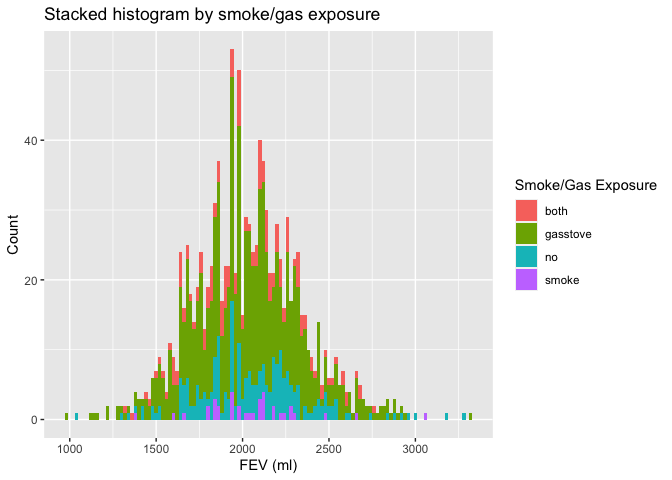 Stacked histogram by smoke/gas exposure
Count
40
20
0
1000 1500 2000 2500 3000
FEV (ml)
Smoke/Gas Exposure
both
gasstove
no
smoke